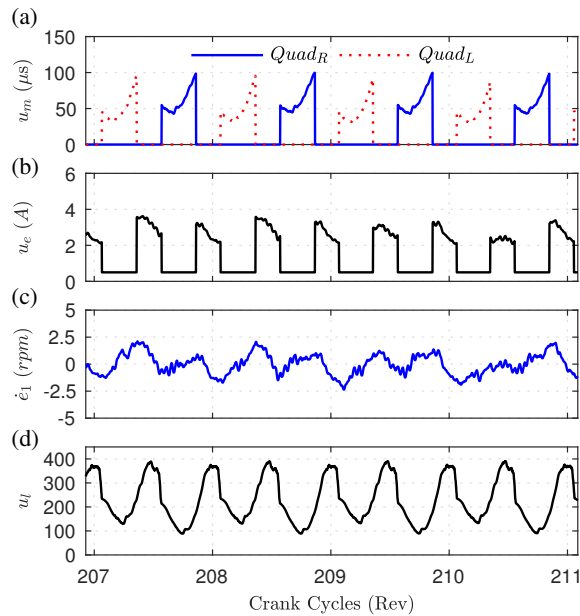 (a)
150
100
50
0
u_m (μs)
Quad_R
Quad_L
(b)
6
4
2
0
u_e (A)
(c)
5
2.5
0
-2.5
-5
ė_1 (rpm)
(d)
400
300
200
100
0
u_l
207 208 209 210 211
Crank Cycles (Rev)